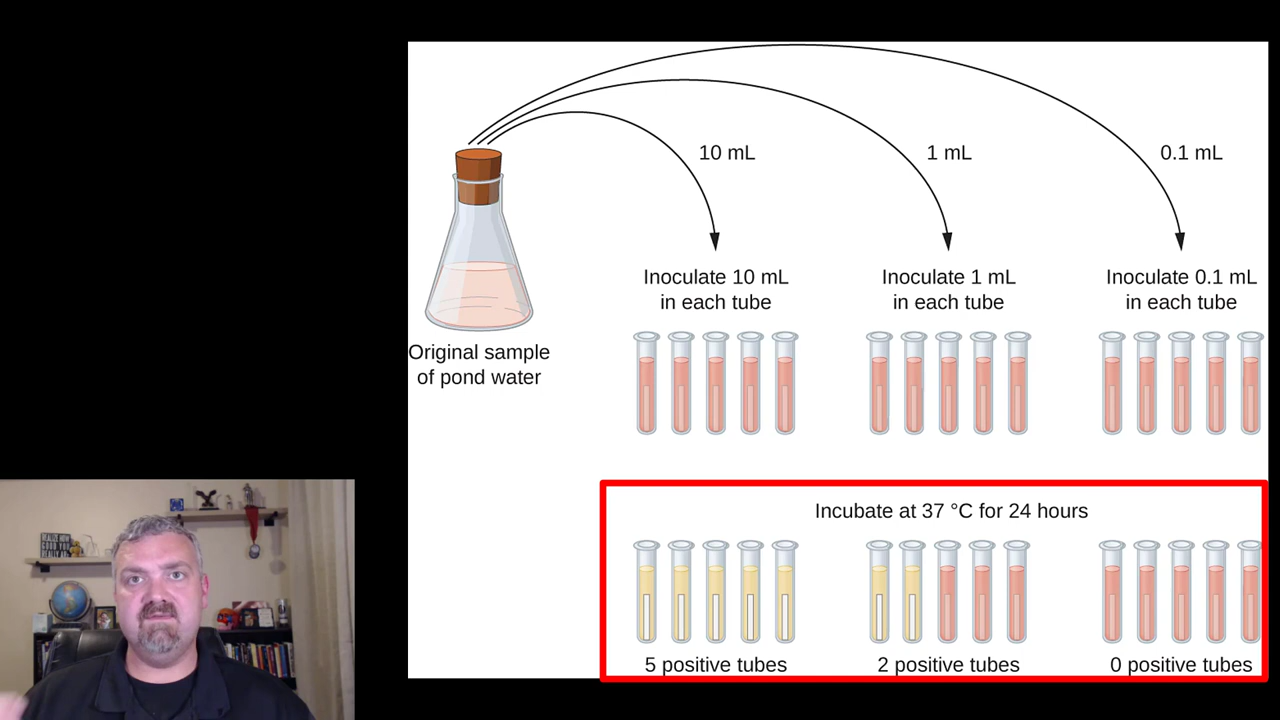 10 mL
1 mL
0.1 mL
Inoculate 10 mL
in each tube
Inoculate 1 mL
in each tube
Inoculate 0.1 mL
in each tube
Original sample
of pond water
Incubate at 37 °C for 24 hours
5 positive tubes
2 positive tubes
0 positive tubes